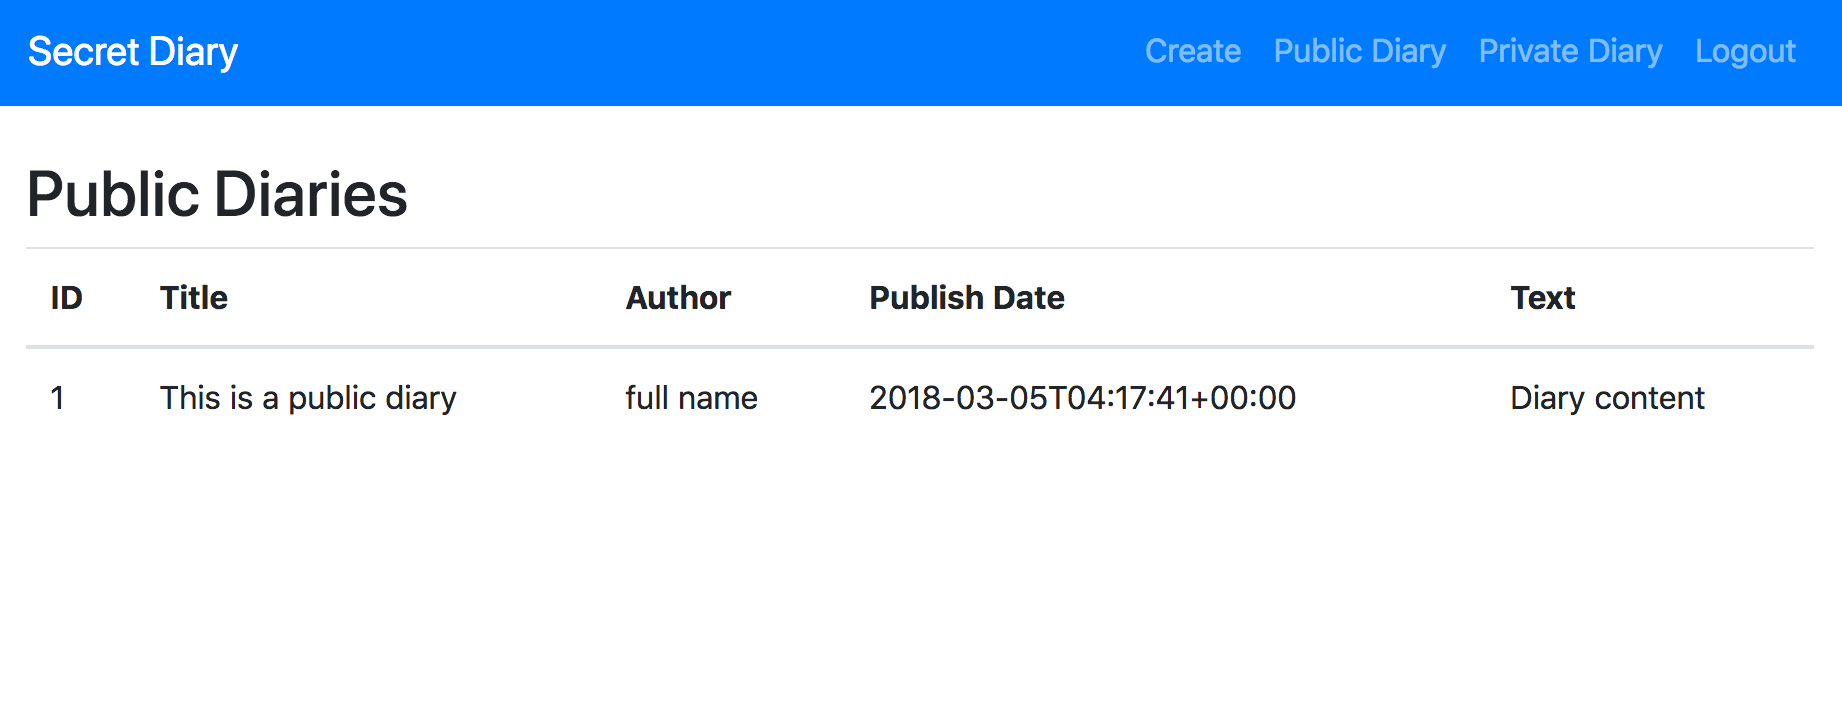 Secret Diary Create Public Diary Private Diary Logout
Public Diaries
ID Title Author Publish Date Text
1 This is a public diary full name 2018-03-05T04:17:41+00:00 Diary content